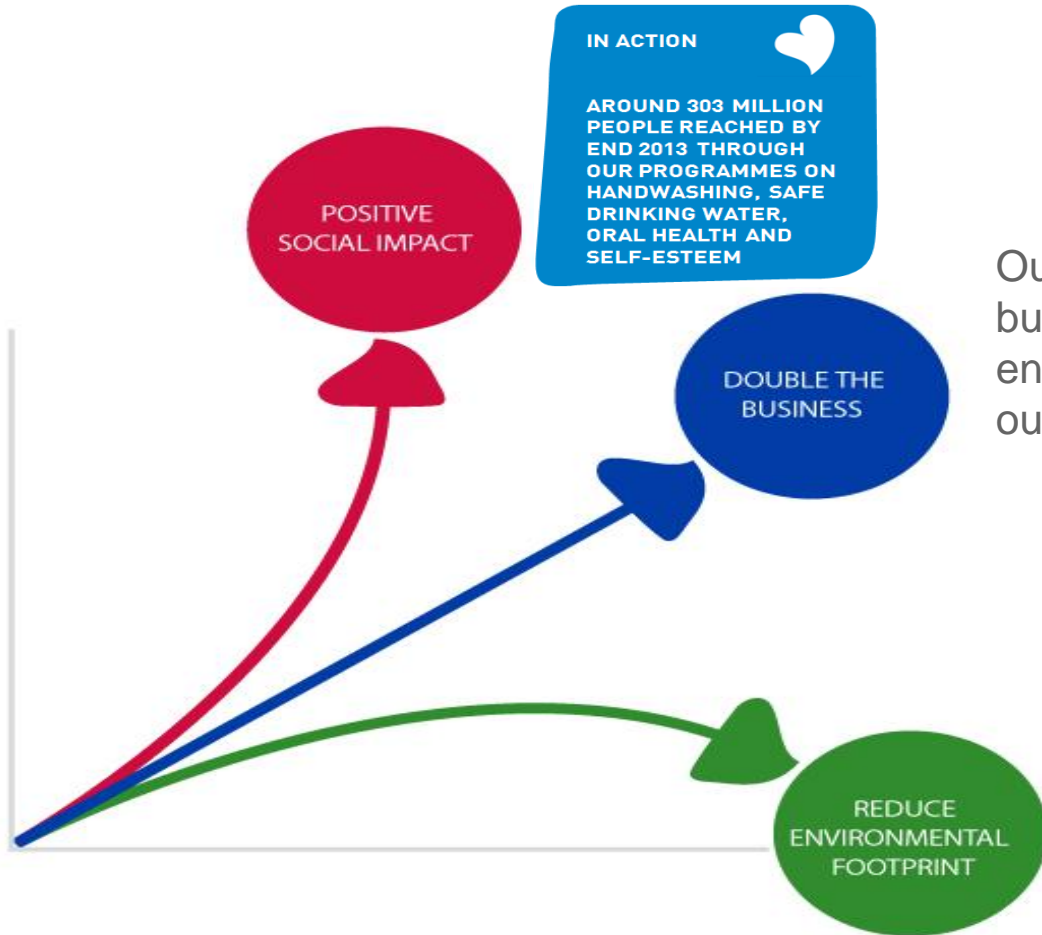 IN ACTION
AROUND 303 MILLION
PEOPLE REACHED BY
END 2013 THROUGH
OUR PROGRAMMES ON
HANDWASHING, SAFE
DRINKING WATER,
ORAL HEALTH AND
SELF-ESTEEM
POSITIVE
SOCIAL IMPACT
DOUBLE THE
BUSINESS
REDUCE
ENVIRONMENTAL
FOOTPRINT